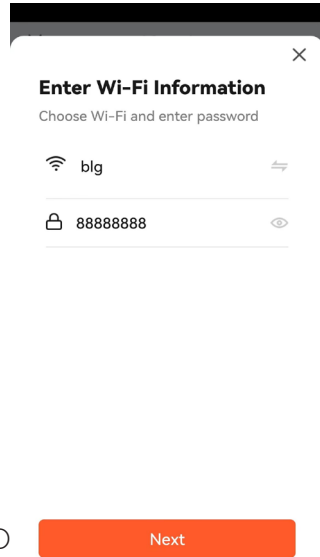 Enter Wi-Fi Information
Choose Wi-Fi and enter password
blg
88888888
Next